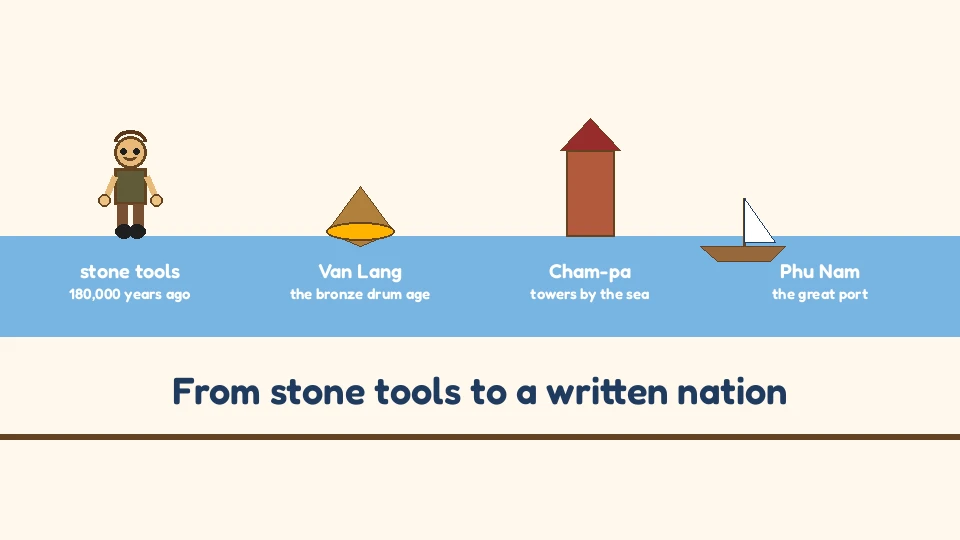 stone tools
180,000 years ago
Van Lang
the bronze drum age
Cham-pa
towers by the sea
Phu Nam
the great port
From stone tools to a written nation